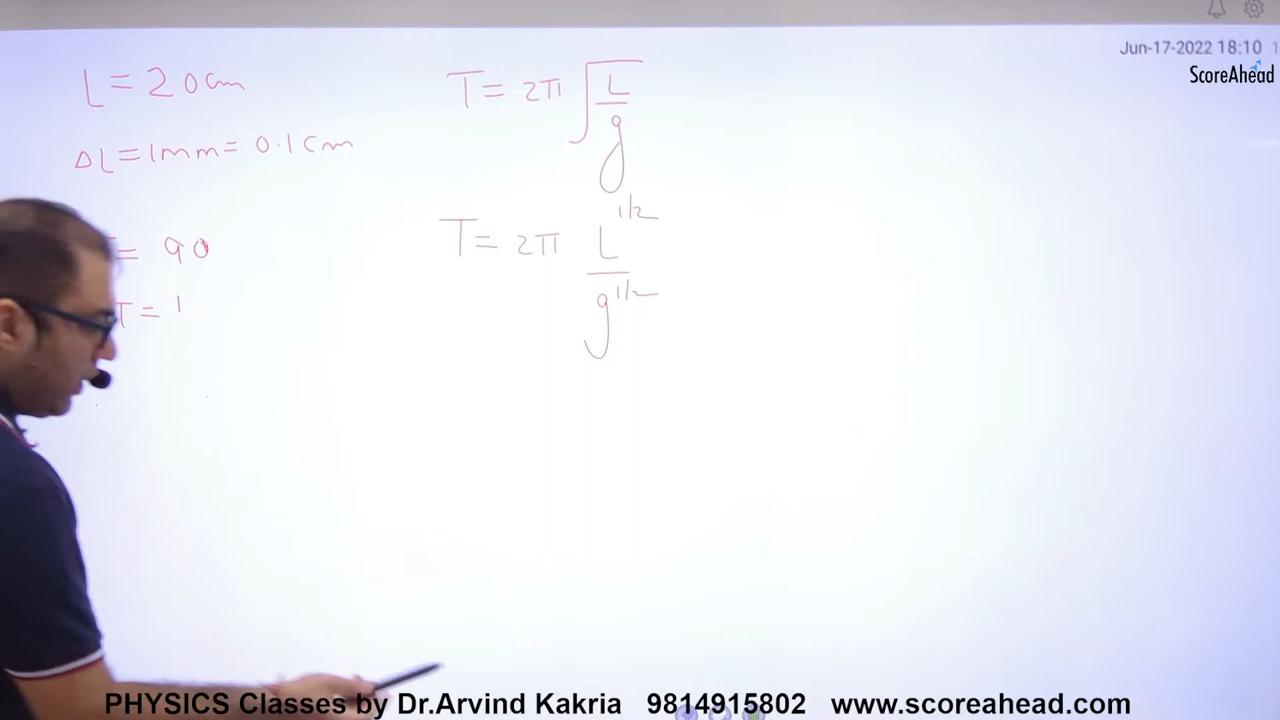 Jun-17-2022 18:10 1
ScoreAhead
L = 20 cm
ΔL = 1mm = 0.1 cm
= 90
T = 1
T = 2π √(L/g)
T = 2π L^1/2 / g^1/2
PHYSICS Classes by Dr.Arvind Kakria 9814915802 www.scoreahead.com